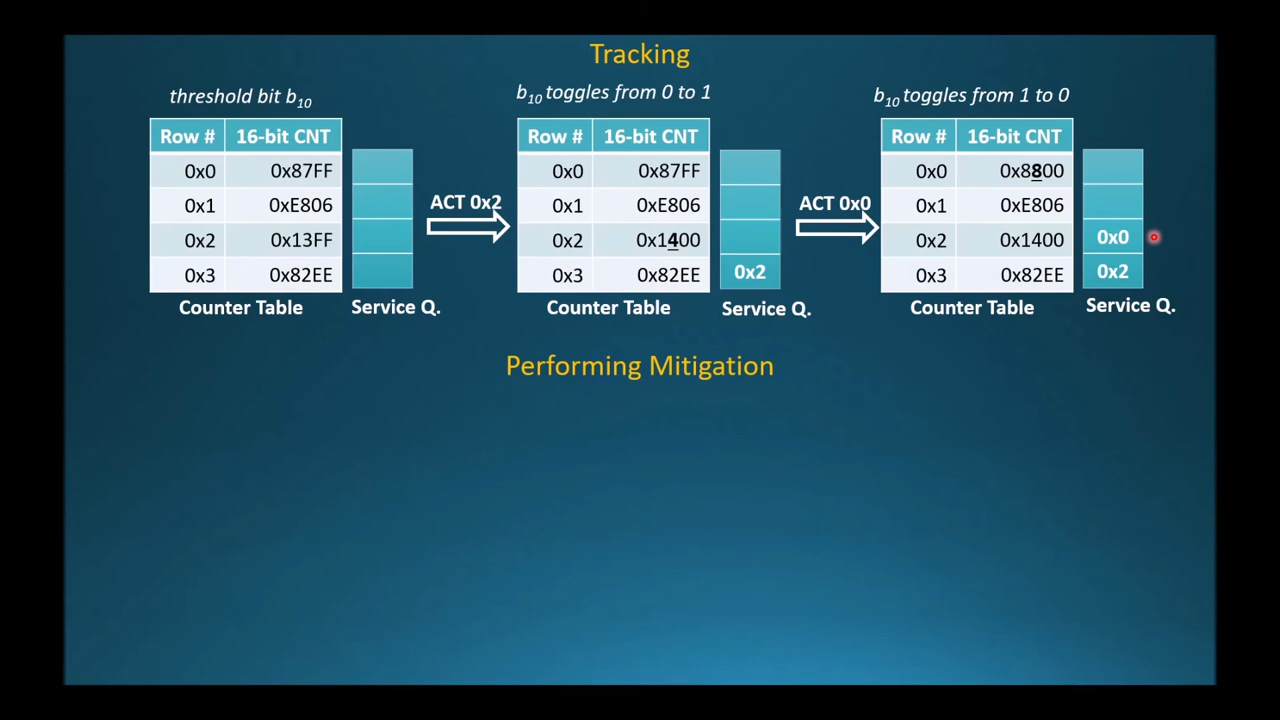 Tracking
threshold bit b10
Row # 16-bit CNT
0x0 0x87FF
0x1 0xE806
0x2 0x13FF
0x3 0x82EE
Counter Table
Service Q.
ACT 0x2
b10 toggles from 0 to 1
Row # 16-bit CNT
0x0 0x87FF
0x1 0xE806
0x2 0x1400
0x3 0x82EE
0x2
Counter Table
Service Q.
ACT 0x0
b10 toggles from 1 to 0
Row # 16-bit CNT
0x0 0x8800
0x1 0xE806
0x2 0x1400
0x3 0x82EE
0x0
0x2
Counter Table
Service Q.
Performing Mitigation